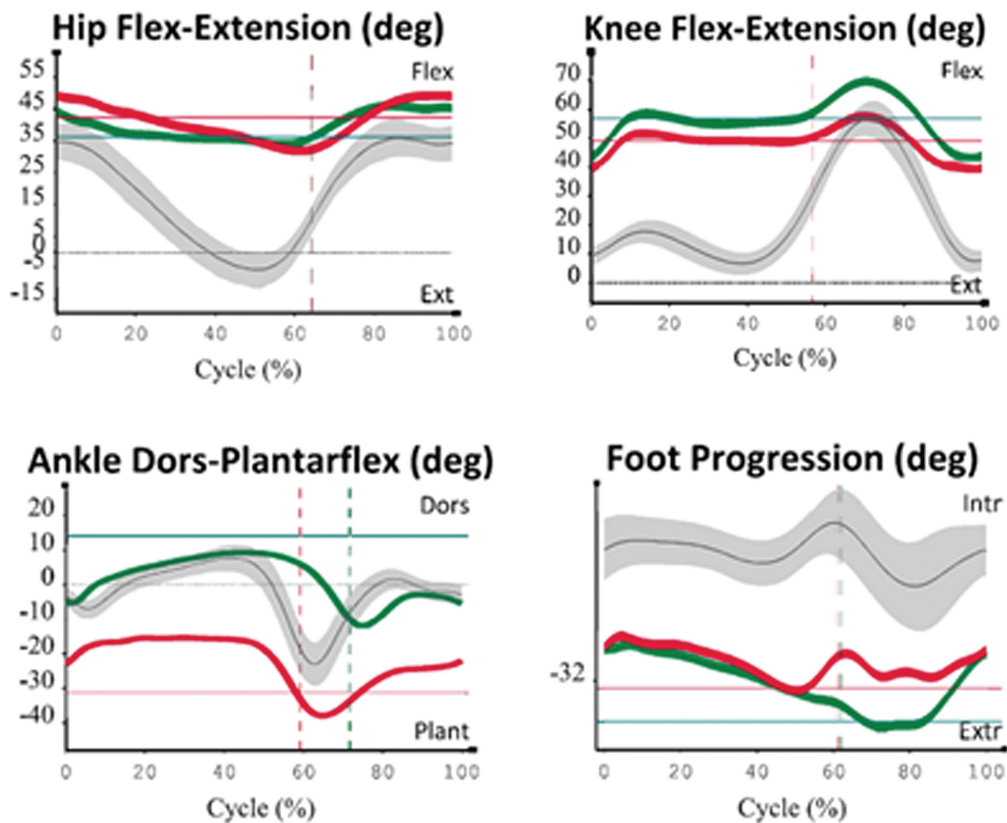 Hip Flex-Extension (deg)
55
45
35
15
5
0
-5
-15
Flex
Ext
0 20 40 60 80 100
Cycle (%)
Knee Flex-Extension (deg)
70
60
50
40
30
20
10
0
Flex
Ext
0 20 40 60 80 100
Cycle (%)
Ankle Dors-Plantarflex (deg)
20
10
0
-10
-20
-30
-40
Dors
Plant
0 20 40 60 80 100
Cycle (%)
Foot Progression (deg)
Intr
-32
Extr
0 20 40 60 80 100
Cycle (%)